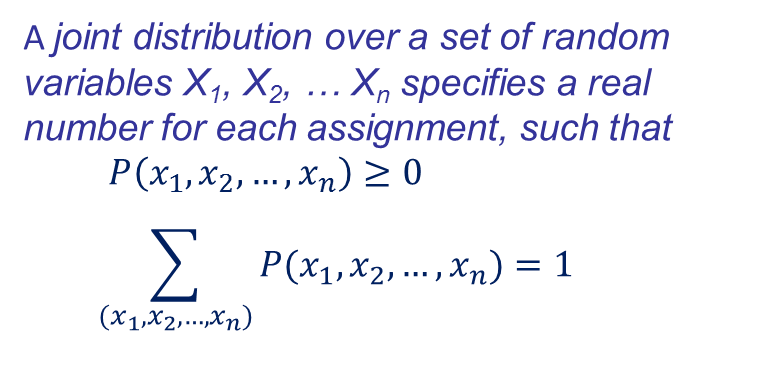 A joint distribution over a set of random
variables X₁, X₂, … Xₙ specifies a real
number for each assignment, such that
P(x₁, x₂, … , xₙ) ≥ 0
∑ P(x₁, x₂, … , xₙ) = 1
(x₁,x₂,…,xₙ)